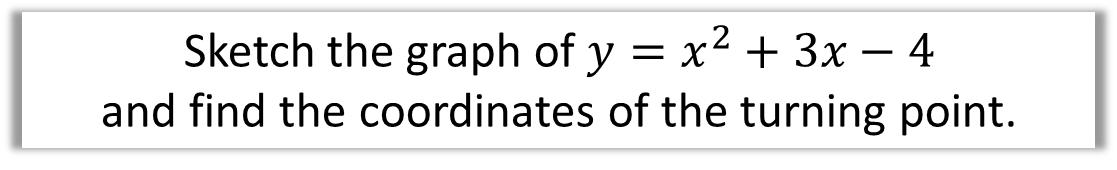 Sketch the graph of 𝑦 = 𝑥² + 3𝑥 − 4
and find the coordinates of the turning point.